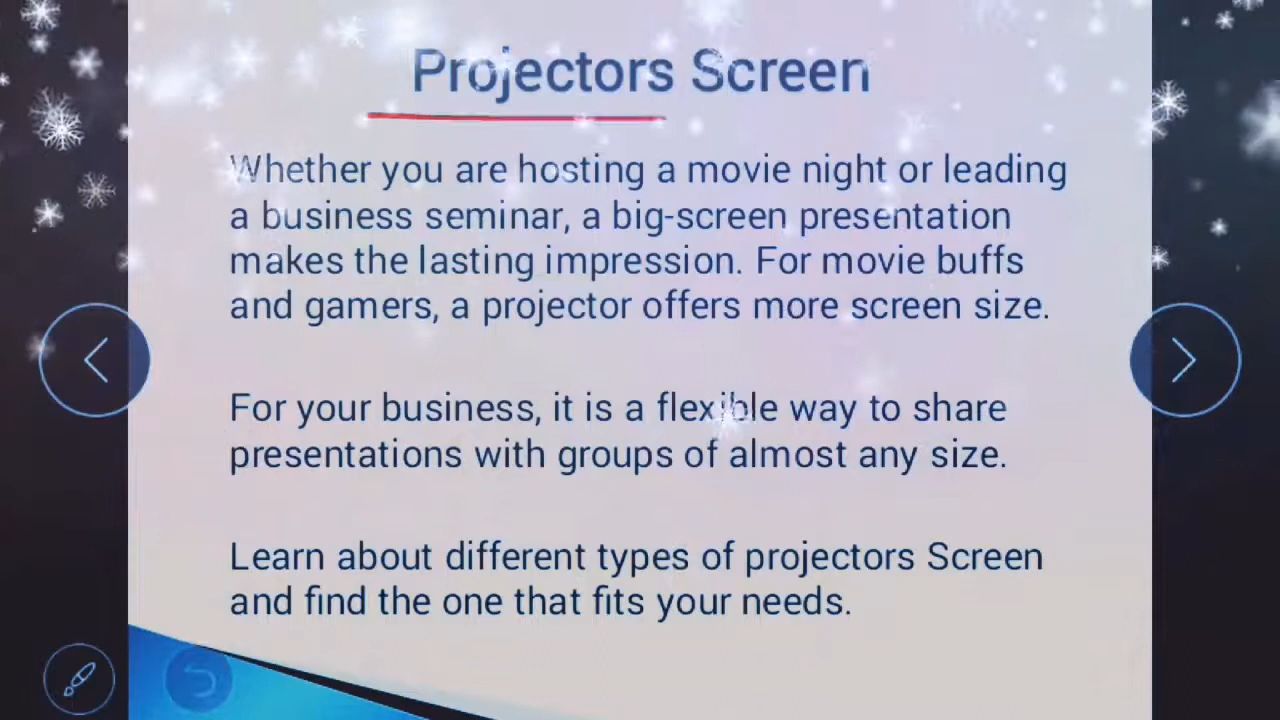 Projectors Screen
Whether you are hosting a movie night or leading
a business seminar, a big-screen presentation
makes the lasting impression. For movie buffs
and gamers, a projector offers more screen size.
For your business, it is a flexible way to share
presentations with groups of almost any size.
Learn about different types of projectors Screen
and find the one that fits your needs.